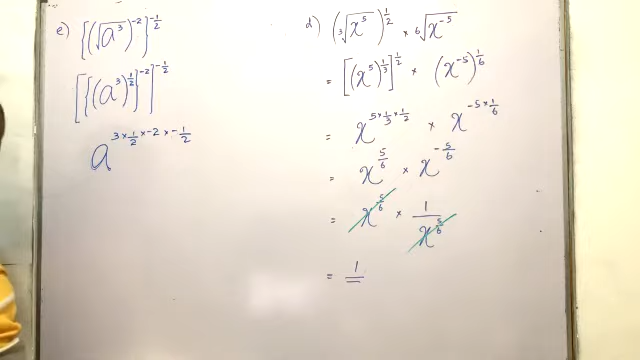 e) {(√a³)⁻²}^(-1/2)
[{(a³)^(1/2)}⁻²]^(-1/2)
a^(3×1/2×-2×-1/2)
d) (³√x⁵)^(1/2) × ⁶√x⁻⁵
= [(x⁵)^(1/3)]^(1/2) × (x⁻⁵)^(1/6)
= x^(5×1/3×1/2) × x^(-5×1/6)
= x^(5/6) × x^(-5/6)
= x^(5/6) × 1/x^(5/6)
= 1